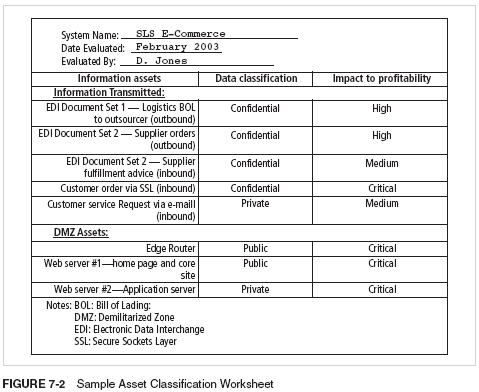 System Name: SLS E-Commerce
Date Evaluated: February 2003
Evaluated By: D. Jones
Information assets Data classification Impact to profitability
Information Transmitted:
EDI Document Set 1 — Logistics BOL Confidential High
to outsourcer (outbound)
EDI Document Set 2 — Supplier orders Confidential High
(outbound)
EDI Document Set 2 — Supplier Confidential Medium
fulfillment advice (inbound)
Customer order via SSL (inbound) Confidential Critical
Customer service Request via e-maill Private Medium
(inbound)
DMZ Assets:
Edge Router Public Critical
Web server #1—home page and core Public Critical
site
Web server #2—Application server Private Critical
Notes: BOL: Bill of Lading:
DMZ: Demilitarized Zone
EDI: Electronic Data Interchange
SSL: Secure Sockets Layer
FIGURE 7-2 Sample Asset Classification Worksheet